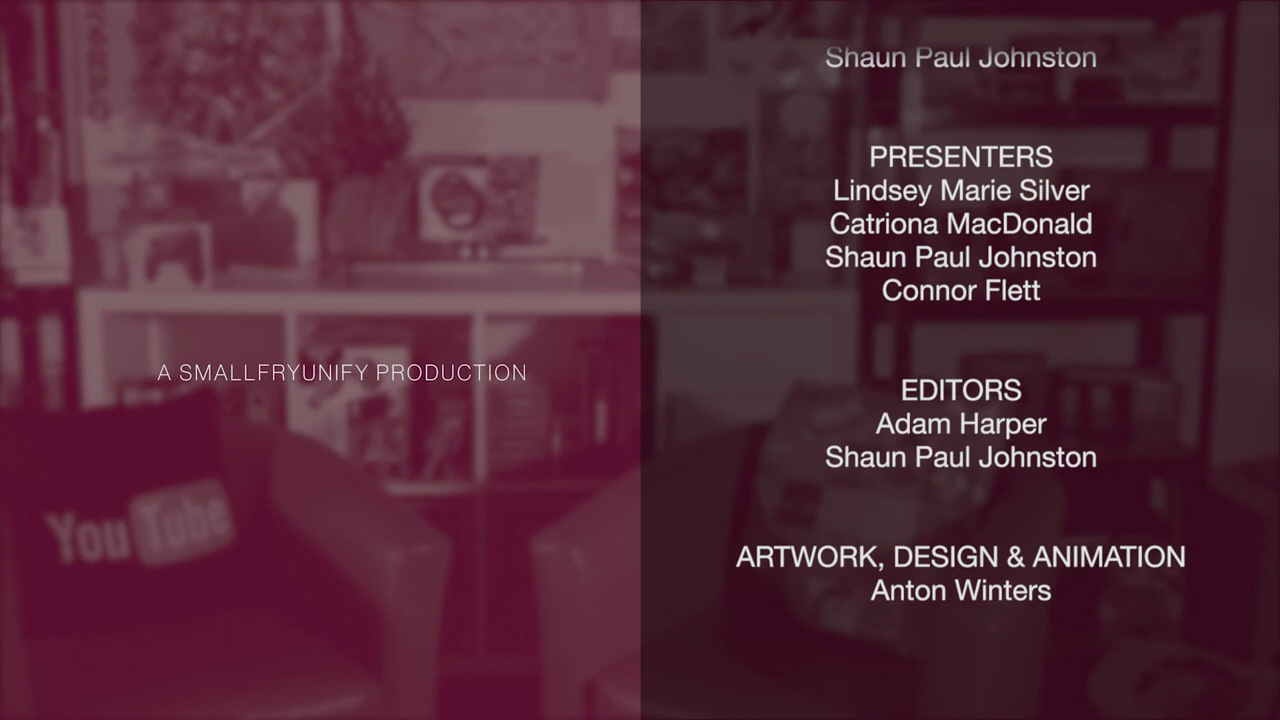 A SMALLFRYUNIFY PRODUCTION
YouTube
Shaun Paul Johnston
PRESENTERS
Lindsey Marie Silver
Catriona MacDonald
Shaun Paul Johnston
Connor Flett
EDITORS
Adam Harper
Shaun Paul Johnston
ARTWORK, DESIGN & ANIMATION
Anton Winters